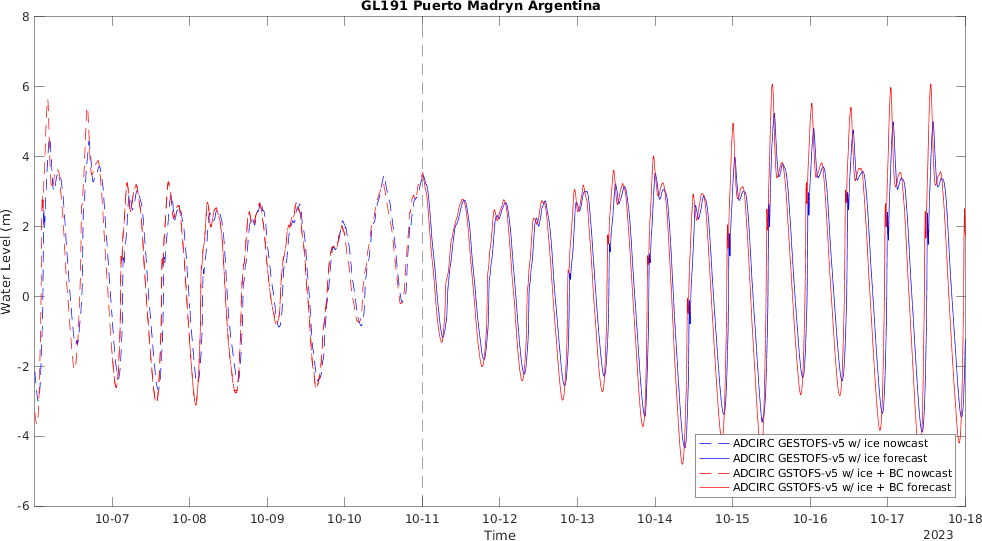 GL191 Puerto Madryn Argentina
8
6
4
2
0
-2
-4
-6
Water Level (m)
ADCIRC GESTOFS-v5 w/ ice nowcast
ADCIRC GESTOFS-v5 w/ ice forecast
ADCIRC GSTOFS-v5 w/ ice + BC nowcast
ADCIRC GSTOFS-v5 w/ ice + BC forecast
10-07 10-08 10-09 10-10 10-11 10-12 10-13 10-14 10-15 10-16 10-17 10-18
Time
2023